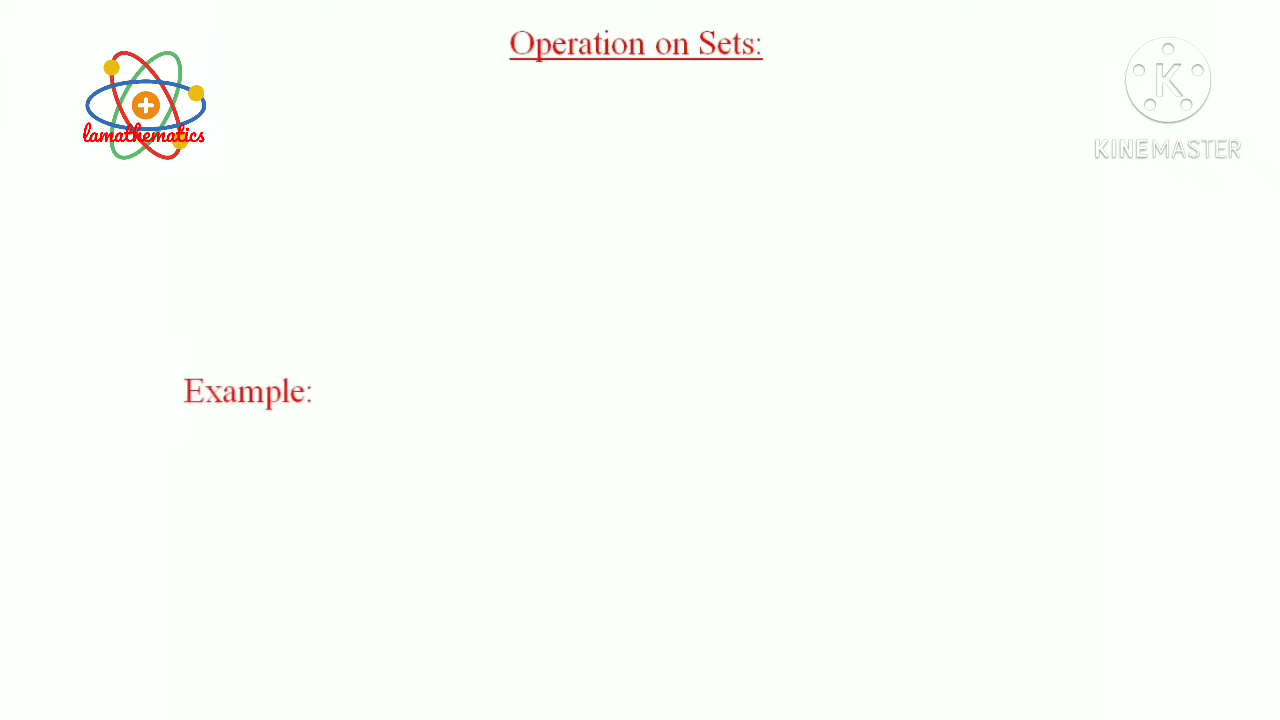 Operation on Sets:
lamathematics
K
KINEMASTER
Example: